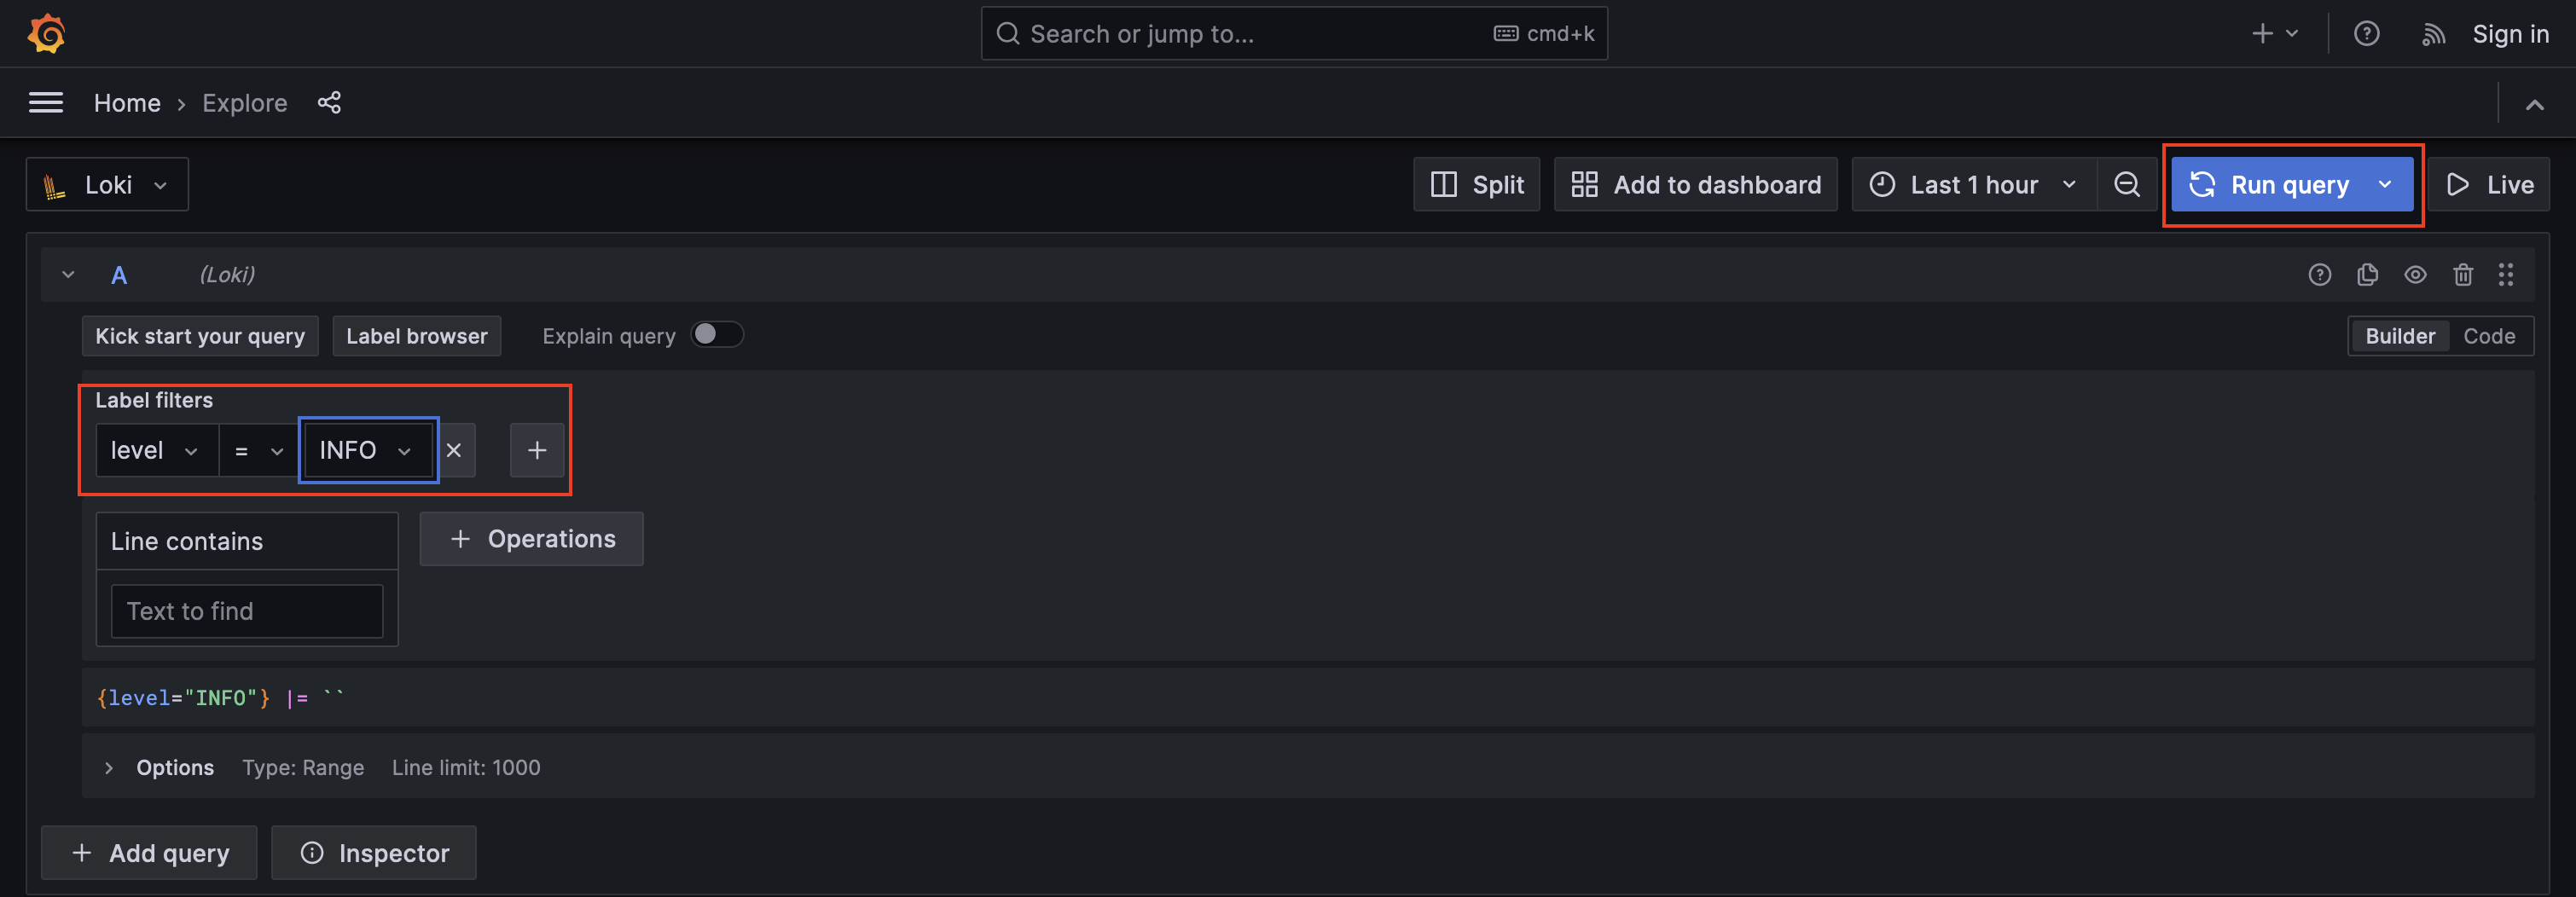 Search or jump to... cmd+k Sign in
Home › Explore
Loki Split Add to dashboard Last 1 hour Run query Live
A (Loki)
Kick start your query Label browser Explain query Builder Code
Label filters
level = INFO
Line contains Operations
Text to find
{level="INFO"} |= ``
Options Type: Range Line limit: 1000
Add query Inspector